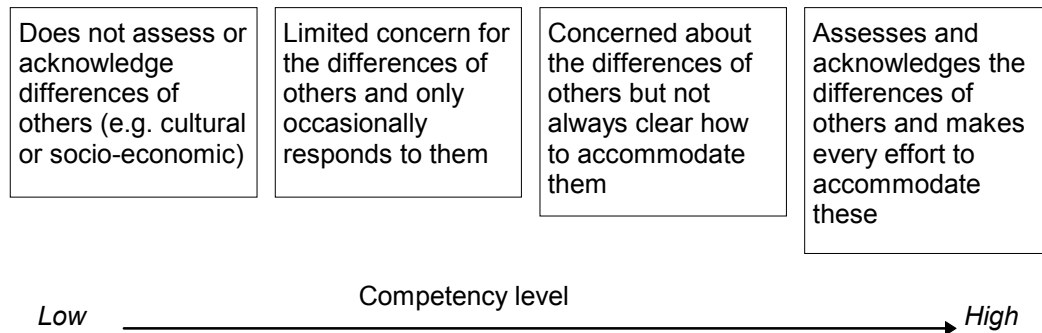 Does not assess or
acknowledge
differences of
others (e.g. cultural
or socio-economic)
Limited concern for
the differences of
others and only
occasionally
responds to them
Concerned about
the differences of
others but not
always clear how
to accommodate
them
Assesses and
acknowledges the
differences of
others and makes
every effort to
accommodate
these
Competency level
Low
High